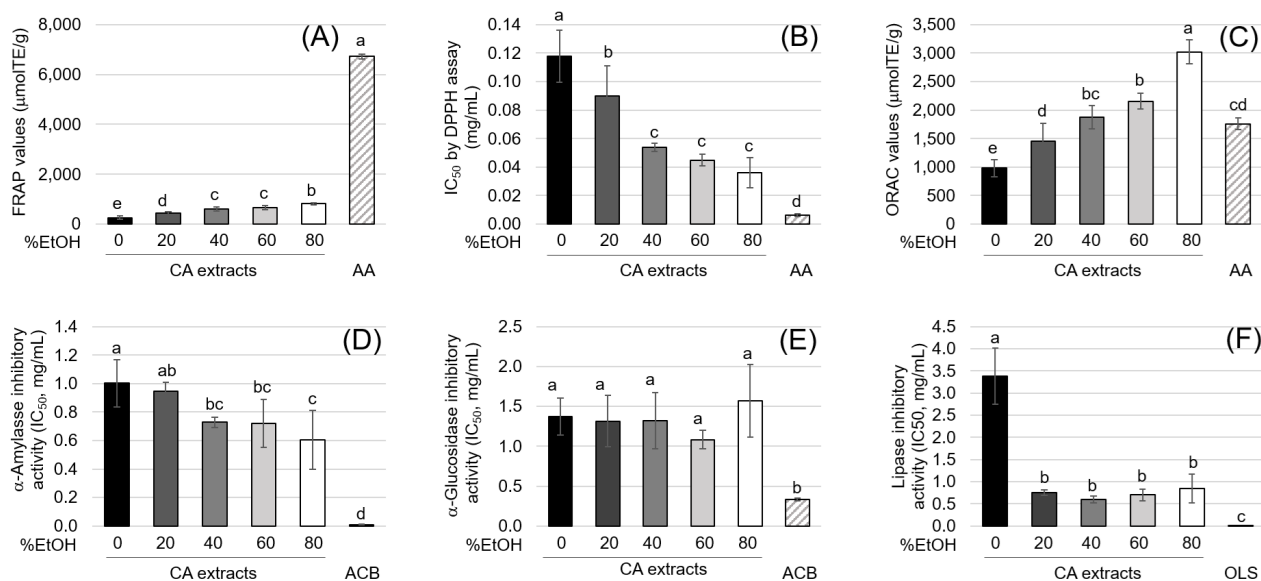 (A)
FRAP values (µmolTE/g)
8,000
6,000
4,000
2,000
0
e d c c b a
%EtOH 0 20 40 60 80
CA extracts AA
(B)
IC50 by DPPH assay
(mg/mL)
0.14
0.12
0.10
0.08
0.06
0.04
0.02
0.00
a b c c c d
%EtOH 0 20 40 60 80
CA extracts AA
(C)
ORAC values (µmolTE/g)
3,500
3,000
2,500
2,000
1,500
1,000
500
0
e d bc b a cd
%EtOH 0 20 40 60 80
CA extracts AA
(D)
α-Amylasse inhibitory
activity (IC50, mg/mL)
1.4
1.2
1.0
0.8
0.6
0.4
0.2
0.0
a ab bc bc c d
%EtOH 0 20 40 60 80
CA extracts ACB
(E)
α-Glucosidase inhibitory
activity (IC50, mg/mL)
2.5
2.0
1.5
1.0
0.5
0.0
a a a a a b
%EtOH 0 20 40 60 80
CA extracts ACB
(F)
Lipase inhibitory
activity (IC50, mg/mL)
4.5
4.0
3.5
3.0
2.5
2.0
1.5
1.0
0.5
0.0
a b b b b c
%EtOH 0 20 40 60 80
CA extracts OLS